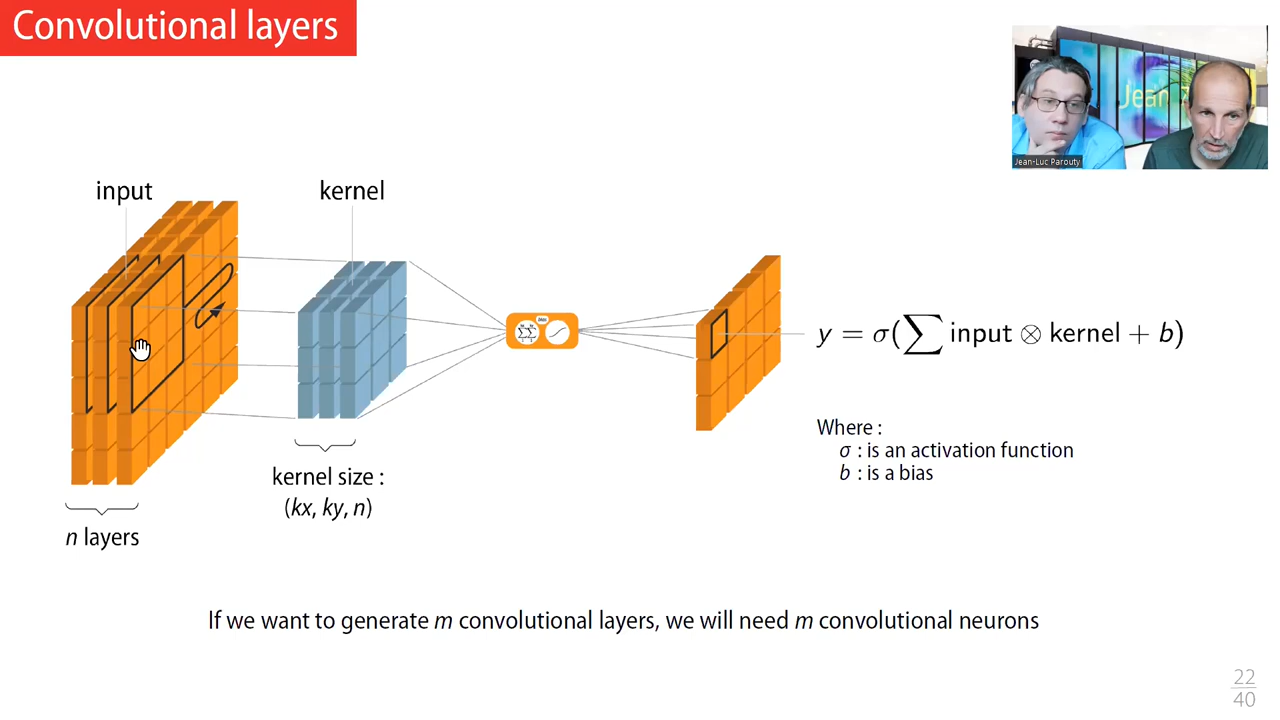 Convolutional layers
Jean Z
Jean-Luc Parouty
input
kernel
y = σ(∑ input ⊗ kernel + b)
Where :
σ : is an activation function
b : is a bias
kernel size :
(kx, ky, n)
n layers
If we want to generate m convolutional layers, we will need m convolutional neurons
22
40